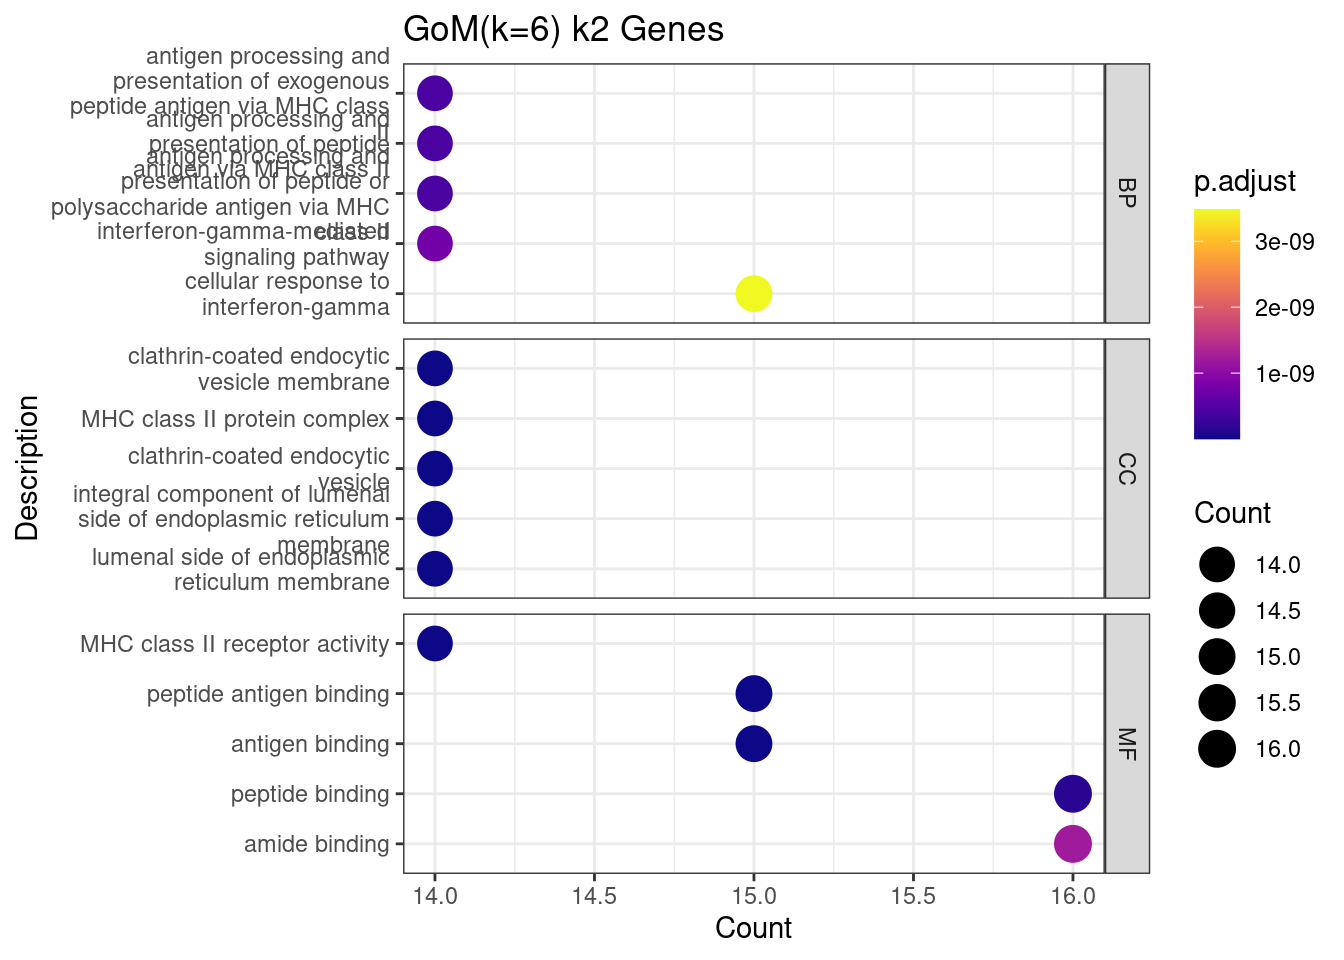 GoM(k=6) k2 Genes
antigen processing and
presentation of exogenous
peptide antigen via MHC class
II
antigen processing and
presentation of peptide
antigen via MHC class II
antigen processing and
presentation of peptide or
polysaccharide antigen via MHC
class II
interferon-gamma-mediated
signaling pathway
cellular response to
interferon-gamma
BP
clathrin-coated endocytic
vesicle membrane
MHC class II protein complex
clathrin-coated endocytic
vesicle
integral component of lumenal
side of endoplasmic reticulum
membrane
lumenal side of endoplasmic
reticulum membrane
CC
MHC class II receptor activity
peptide antigen binding
antigen binding
peptide binding
amide binding
MF
Description
14.0
14.5
15.0
15.5
16.0
Count
p.adjust
3e-09
2e-09
1e-09
Count
14.0
14.5
15.0
15.5
16.0